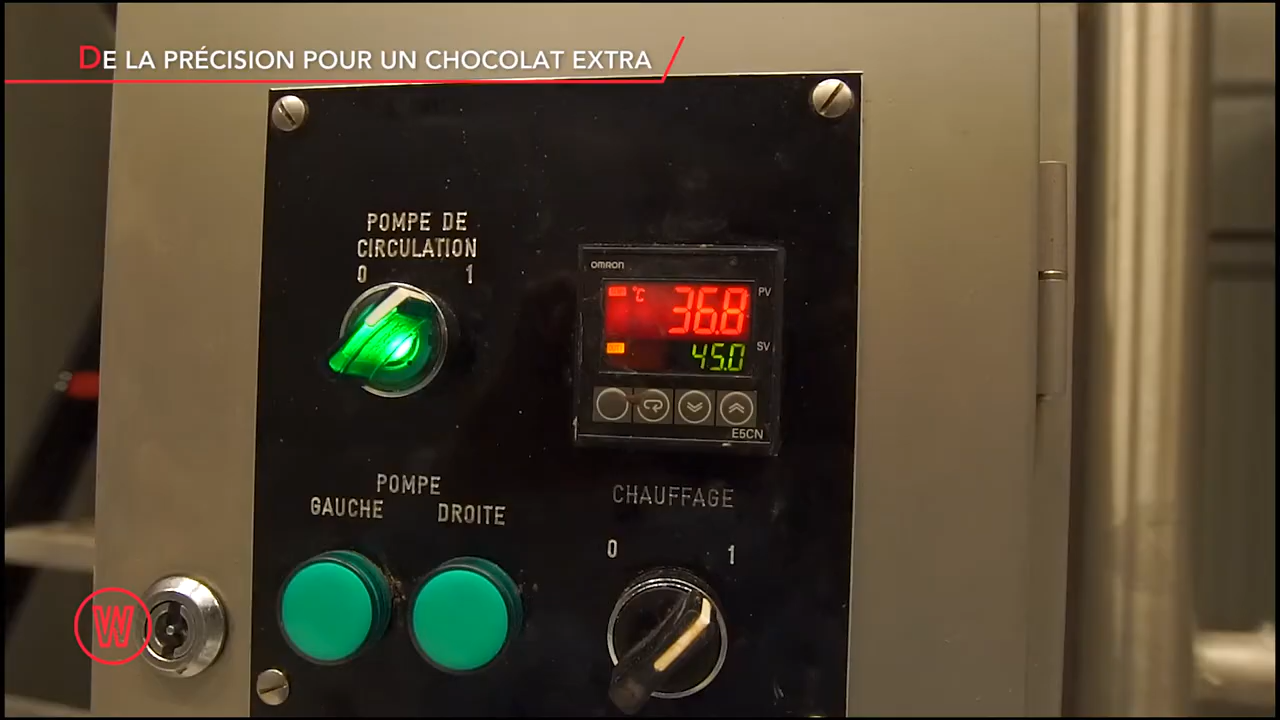 DE LA PRÉCISION POUR UN CHOCOLAT EXTRA
POMPE DE
CIRCULATION
0 1
OMRON
°C 36.8 PV
45.0 SV
E5CN
POMPE
GAUCHE DROITE
CHAUFFAGE
0 1
W